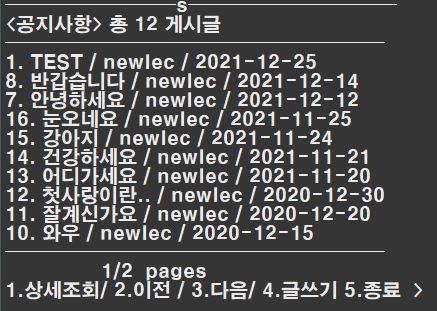 s
<공지사항> 총 12 게시글
1. TEST / newlec / 2021-12-25
8. 반갑습니다 / newlec / 2021-12-14
7. 안녕하세요 / newlec / 2021-12-12
16. 눈오네요 / newlec / 2021-11-25
15. 강아지 / newlec / 2021-11-24
14. 건강하세요 / newlec / 2021-11-21
13. 어디가세요 / newlec / 2021-11-20
12. 첫사랑이란.. / newlec / 2020-12-30
11. 잘계신가요 / newlec / 2020-12-20
10. 와우 / newlec / 2020-12-15
1/2 pages
1.상세조회/ 2.이전 / 3.다음/ 4.글쓰기 5.종료 >